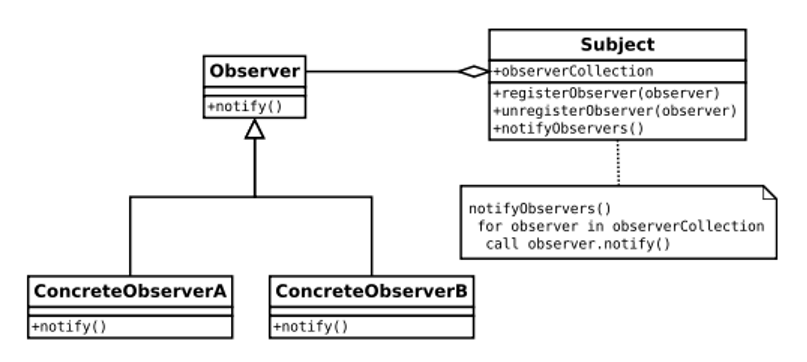 Observer
+notify()
Subject
+observerCollection
+registerObserver(observer)
+unregisterObserver(observer)
+notifyObservers()
notifyObservers()
for observer in observerCollection
call observer.notify()
ConcreteObserverA
+notify()
ConcreteObserverB
+notify()